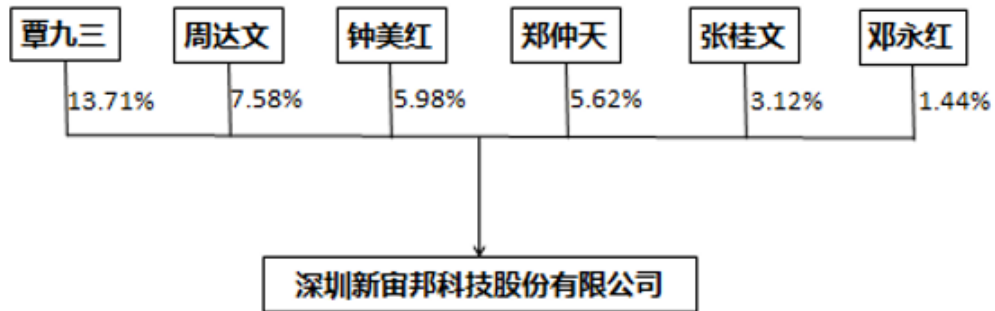 覃九三 周达文 钟美红 郑仲天 张桂文 邓永红
13.71% 7.58% 5.98% 5.62% 3.12% 1.44%
深圳新宙邦科技股份有限公司